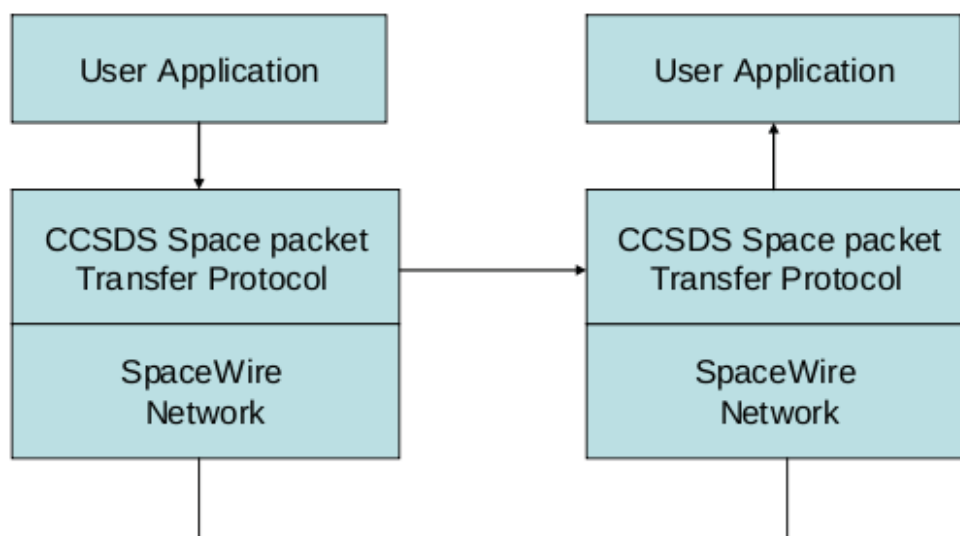 User Application
User Application
CCSDS Space packet
Transfer Protocol
CCSDS Space packet
Transfer Protocol
SpaceWire
Network
SpaceWire
Network